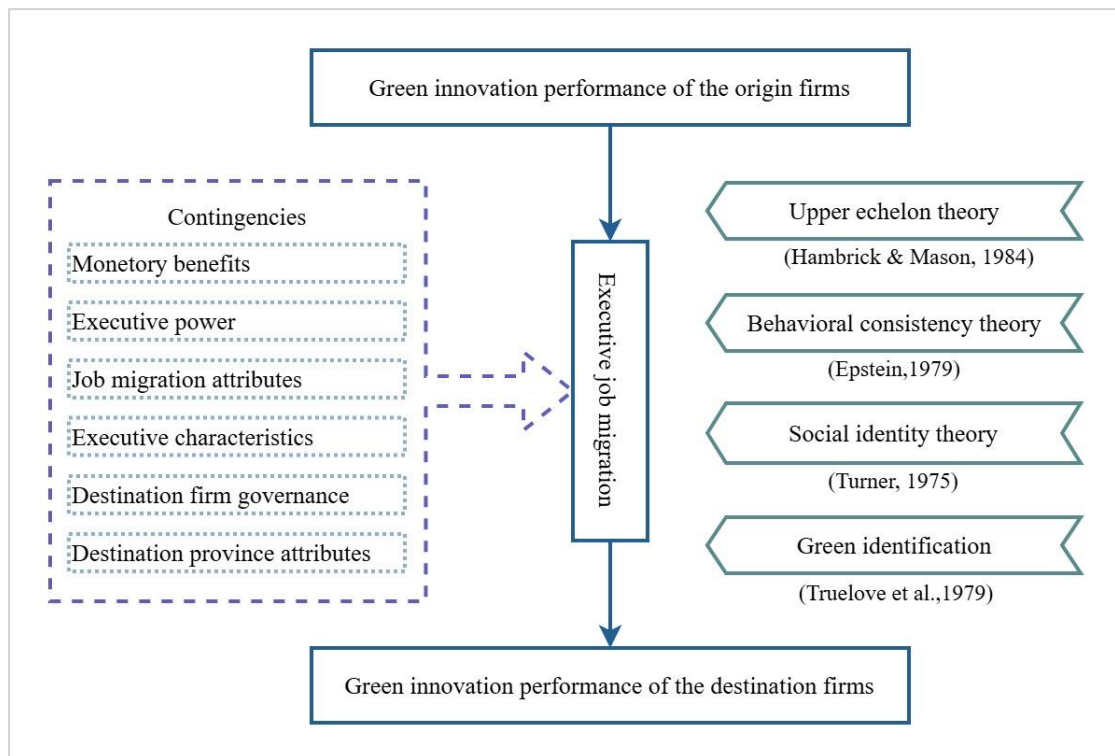 Green innovation performance of the origin firms
Contingencies
Monetory benefits
Executive power
Job migration attributes
Executive characteristics
Destination firm governance
Destination province attributes
Executive job migration
Upper echelon theory
(Hambrick & Mason, 1984)
Behavioral consistency theory
(Epstein,1979)
Social identity theory
(Turner, 1975)
Green identification
(Truelove et al.,1979)
Green innovation performance of the destination firms